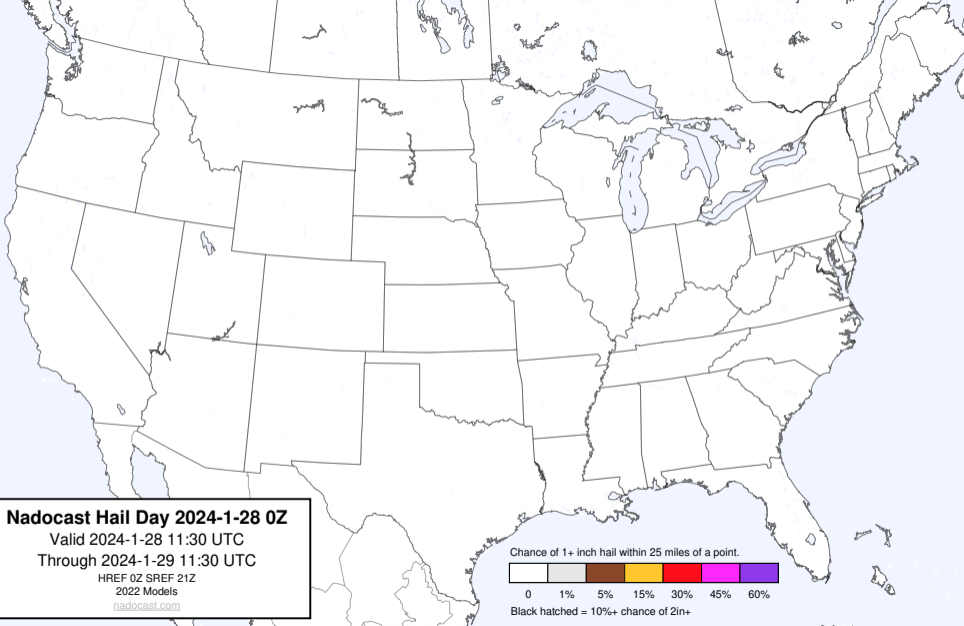 Nadocast Hail Day 2024-1-28 0Z
Valid 2024-1-28 11:30 UTC
Through 2024-1-29 11:30 UTC
HREF 0Z SREF 21Z
2022 Models
nadocast.com
Chance of 1+ inch hail within 25 miles of a point.
0 1% 5% 15% 30% 45% 60%
Black hatched = 10%+ chance of 2in+